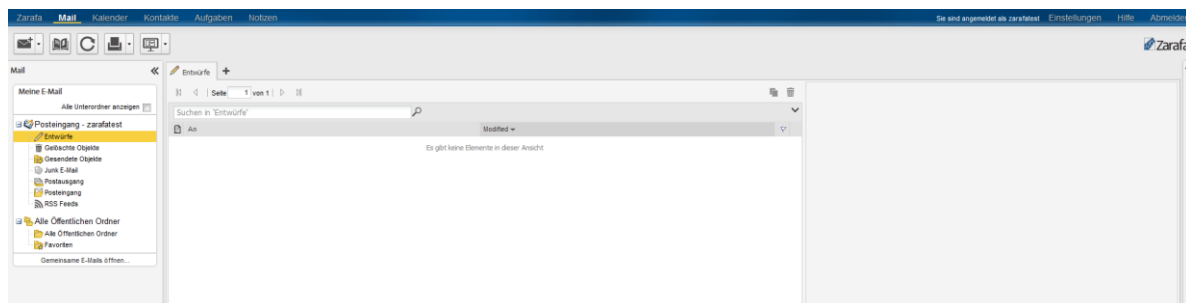 Zarafa Mail Kalender Kontakte Aufgaben Notizen Sie sind angemeldet als zarafatest Einstellungen Hilfe Abmelde
Zarafa
Mail
Entwürfe
Meine E-Mail
Seite 1 von 1
Alle Unterordner anzeigen
Suchen in 'Entwürfe'
Posteingang - zarafatest
An Modified
Entwürfe
Gelöschte Objekte
Es gibt keine Elemente in dieser Ansicht
Gesendete Objekte
Junk E-Mail
Postausgang
Posteingang
RSS Feeds
Alle Öffentlichen Ordner
Alle Öffentlichen Ordner
Favoriten
Gemeinsame E-Mails öffnen...